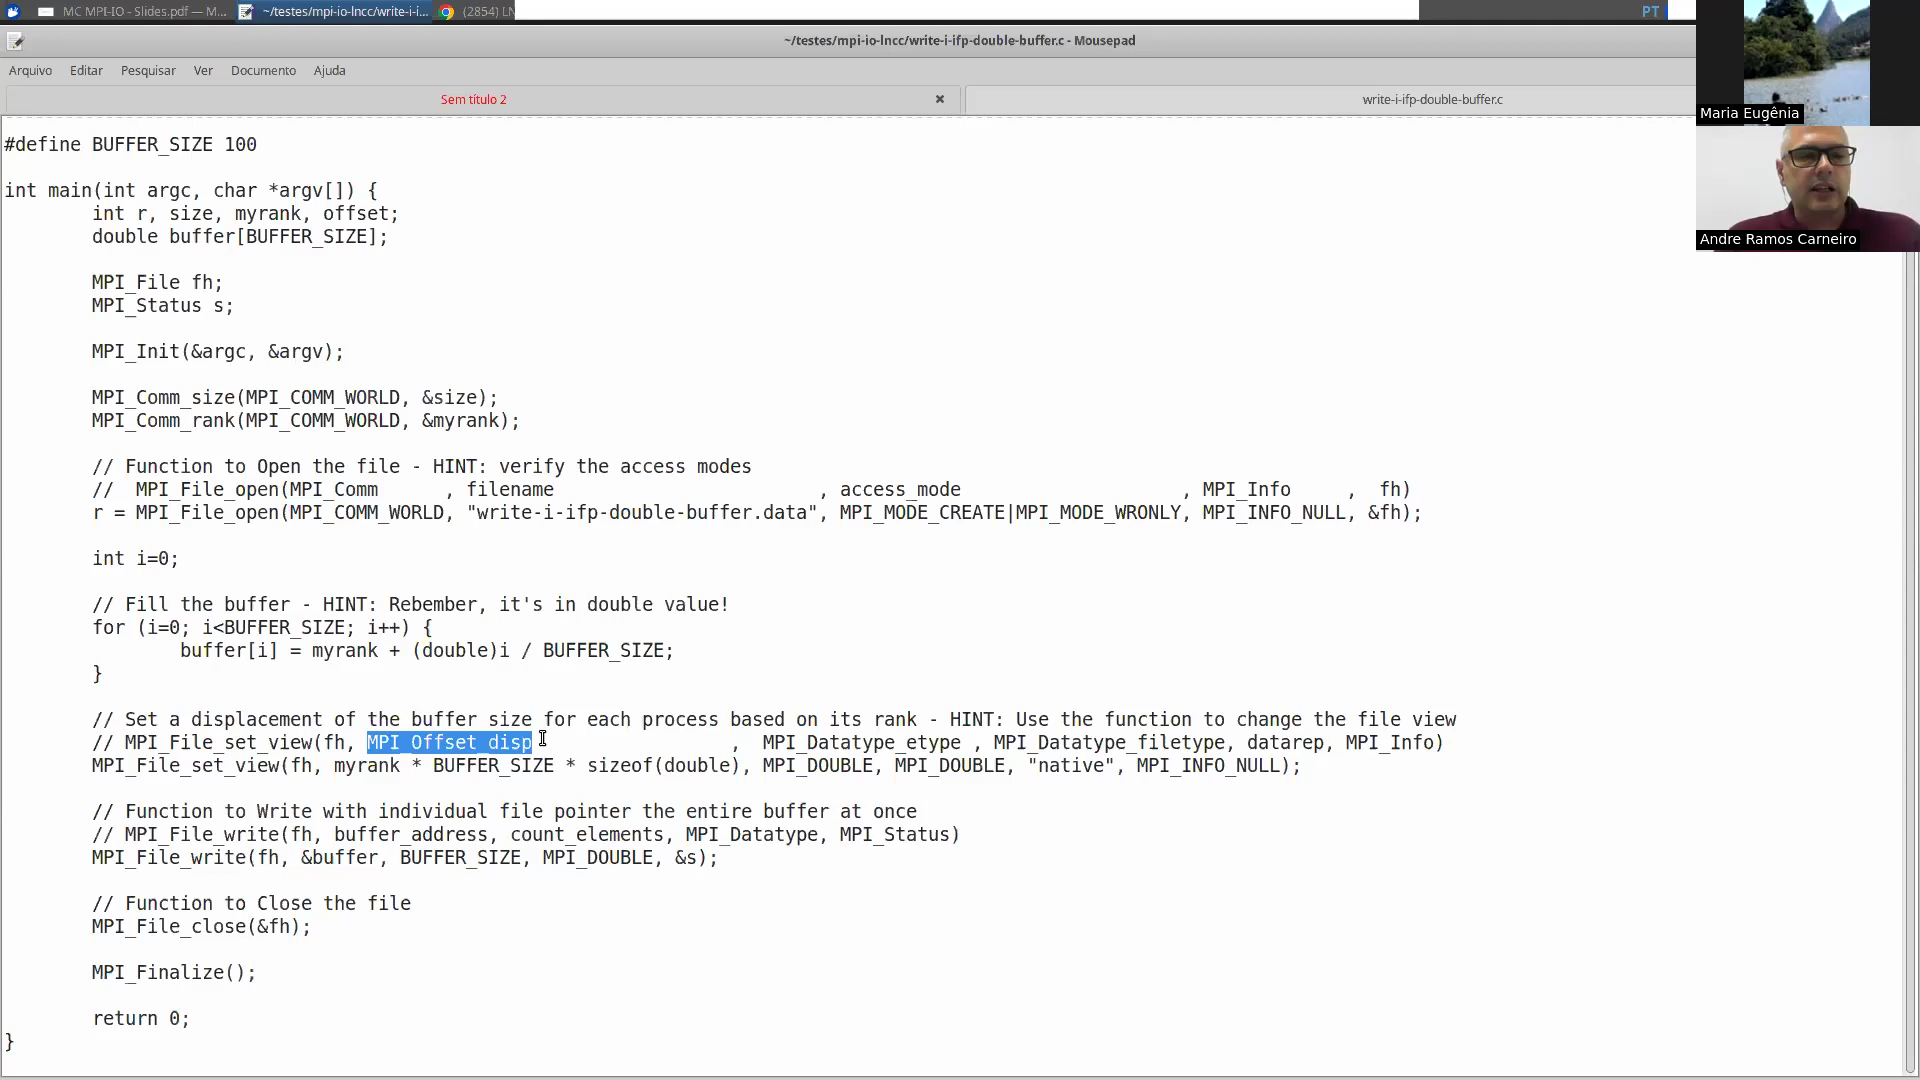 MC MPI-IO - Slides.pdf — M...
~/testes/mpi-io-lncc/write-i-i...
(2854) LN
PT
~/testes/mpi-io-lncc/write-i-ifp-double-buffer.c - Mousepad
Arquivo Editar Pesquisar Ver Documento Ajuda
Sem título 2
write-i-ifp-double-buffer.c
Maria Eugênia
Andre Ramos Carneiro
#define BUFFER_SIZE 100
int main(int argc, char *argv[]) {
int r, size, myrank, offset;
double buffer[BUFFER_SIZE];
MPI_File fh;
MPI_Status s;
MPI_Init(&argc, &argv);
MPI_Comm_size(MPI_COMM_WORLD, &size);
MPI_Comm_rank(MPI_COMM_WORLD, &myrank);
// Function to Open the file - HINT: verify the access modes
// MPI_File_open(MPI_Comm , filename , access_mode , MPI_Info , fh)
r = MPI_File_open(MPI_COMM_WORLD, "write-i-ifp-double-buffer.data", MPI_MODE_CREATE|MPI_MODE_WRONLY, MPI_INFO_NULL, &fh);
int i=0;
// Fill the buffer - HINT: Rebember, it's in double value!
for (i=0; i<BUFFER_SIZE; i++) {
buffer[i] = myrank + (double)i / BUFFER_SIZE;
}
// Set a displacement of the buffer size for each process based on its rank - HINT: Use the function to change the file view
// MPI_File_set_view(fh, MPI_Offset_disp , MPI_Datatype_etype , MPI_Datatype_filetype, datarep, MPI_Info)
MPI_File_set_view(fh, myrank * BUFFER_SIZE * sizeof(double), MPI_DOUBLE, MPI_DOUBLE, "native", MPI_INFO_NULL);
// Function to Write with individual file pointer the entire buffer at once
// MPI_File_write(fh, buffer_address, count_elements, MPI_Datatype, MPI_Status)
MPI_File_write(fh, &buffer, BUFFER_SIZE, MPI_DOUBLE, &s);
// Function to Close the file
MPI_File_close(&fh);
MPI_Finalize();
return 0;
}